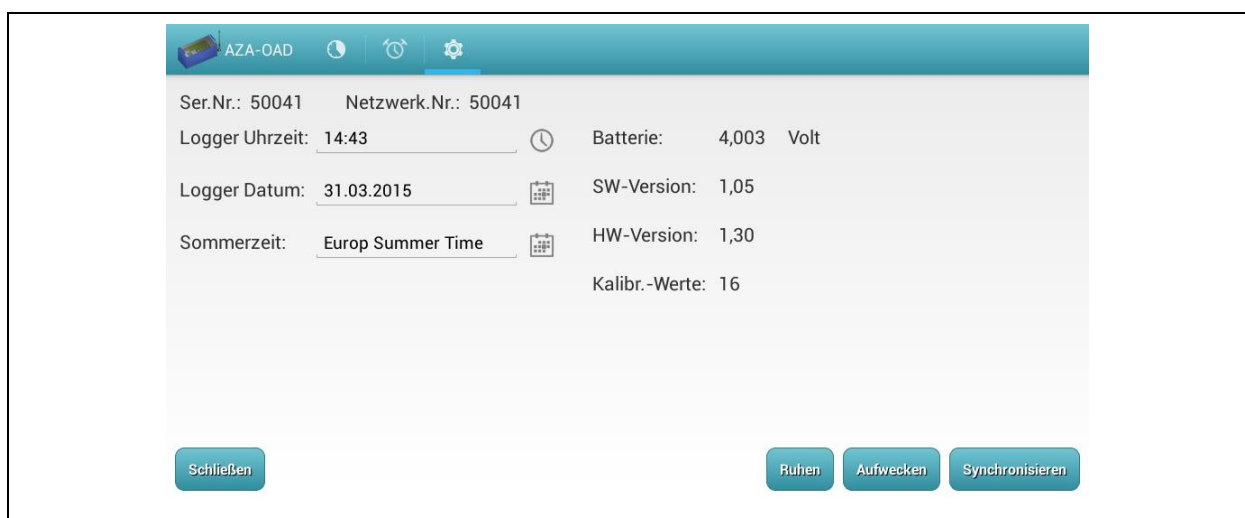 AZA-OAD
Ser.Nr.: 50041 Netzwerk.Nr.: 50041
Logger Uhrzeit: 14:43 Batterie: 4,003 Volt
Logger Datum: 31.03.2015 SW-Version: 1,05
Sommerzeit: Europ Summer Time HW-Version: 1,30
Kalibr.-Werte: 16
Schließen Ruhen Aufwecken Synchronisieren